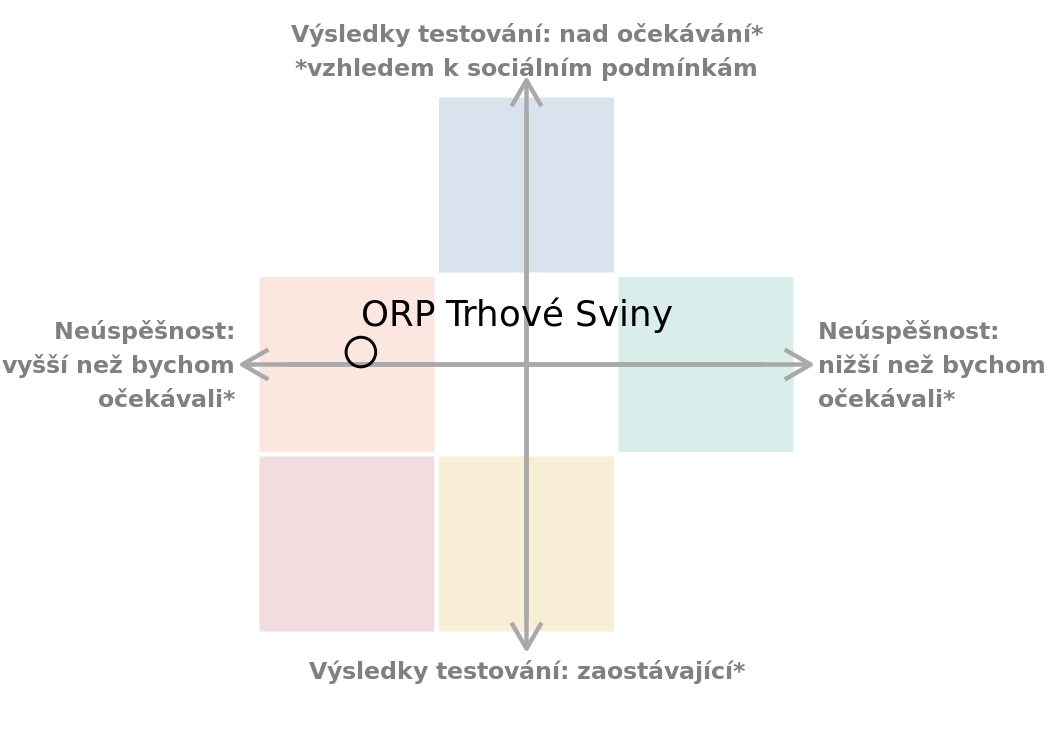 Výsledky testování: nad očekávání*
*vzhledem k sociálním podmínkám
ORP Trhové Sviny
Neúspěšnost:
vyšší než bychom
očekávali*
Neúspěšnost:
nižší než bychom
očekávali*
Výsledky testování: zaostávající*